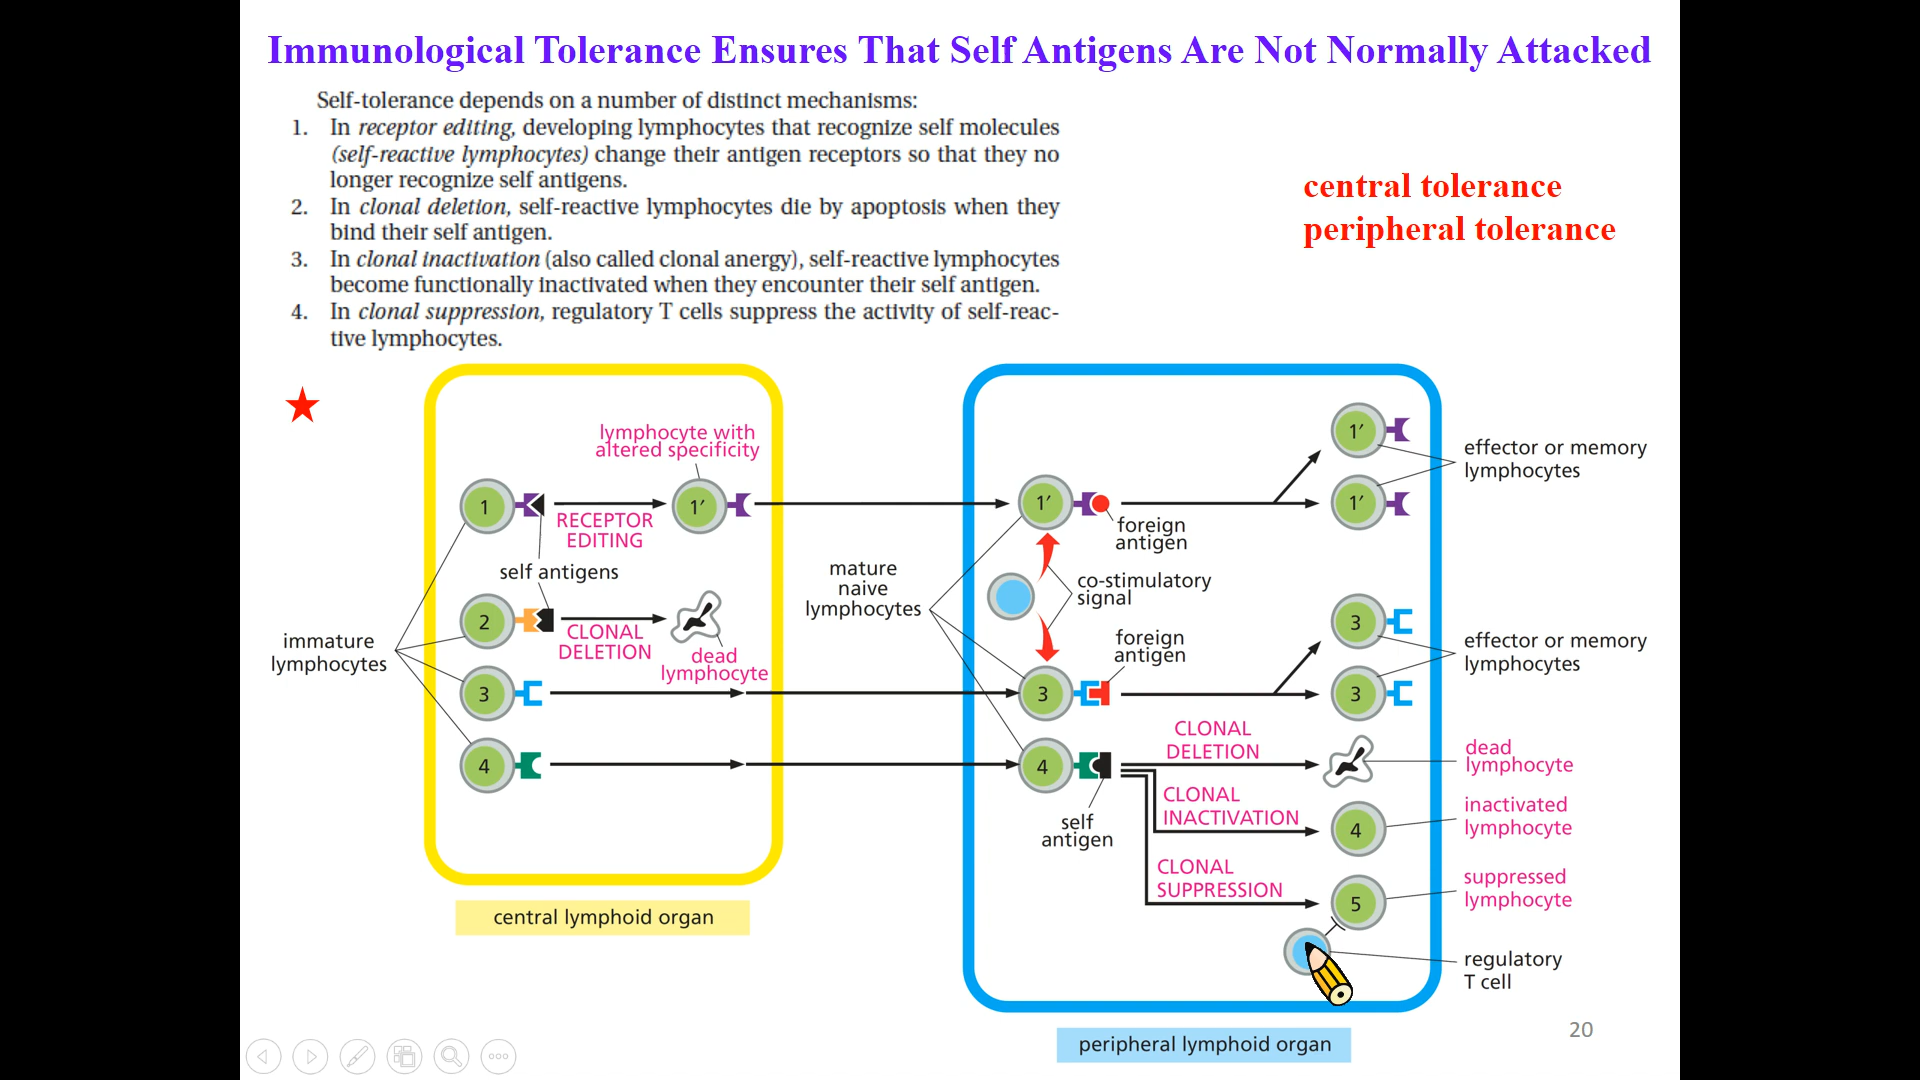 Immunological Tolerance Ensures That Self Antigens Are Not Normally Attacked
Self-tolerance depends on a number of distinct mechanisms:
1. In receptor editing, developing lymphocytes that recognize self molecules
(self-reactive lymphocytes) change their antigen receptors so that they no
longer recognize self antigens.
2. In clonal deletion, self-reactive lymphocytes die by apoptosis when they
bind their self antigen.
3. In clonal inactivation (also called clonal anergy), self-reactive lymphocytes
become functionally inactivated when they encounter their self antigen.
4. In clonal suppression, regulatory T cells suppress the activity of self-reac-
tive lymphocytes.
central tolerance
peripheral tolerance
immature
lymphocytes
lymphocyte with
altered specificity
1
RECEPTOR
EDITING
1′
self antigens
2
CLONAL
DELETION
dead
lymphocyte
3
4
central lymphoid organ
mature
naive
lymphocytes
1′
foreign
antigen
co-stimulatory
signal
foreign
antigen
3
4
self
antigen
CLONAL
DELETION
CLONAL
INACTIVATION
CLONAL
SUPPRESSION
1′
1′
effector or memory
lymphocytes
3
3
effector or memory
lymphocytes
dead
lymphocyte
4
inactivated
lymphocyte
5
suppressed
lymphocyte
regulatory
T cell
peripheral lymphoid organ
20